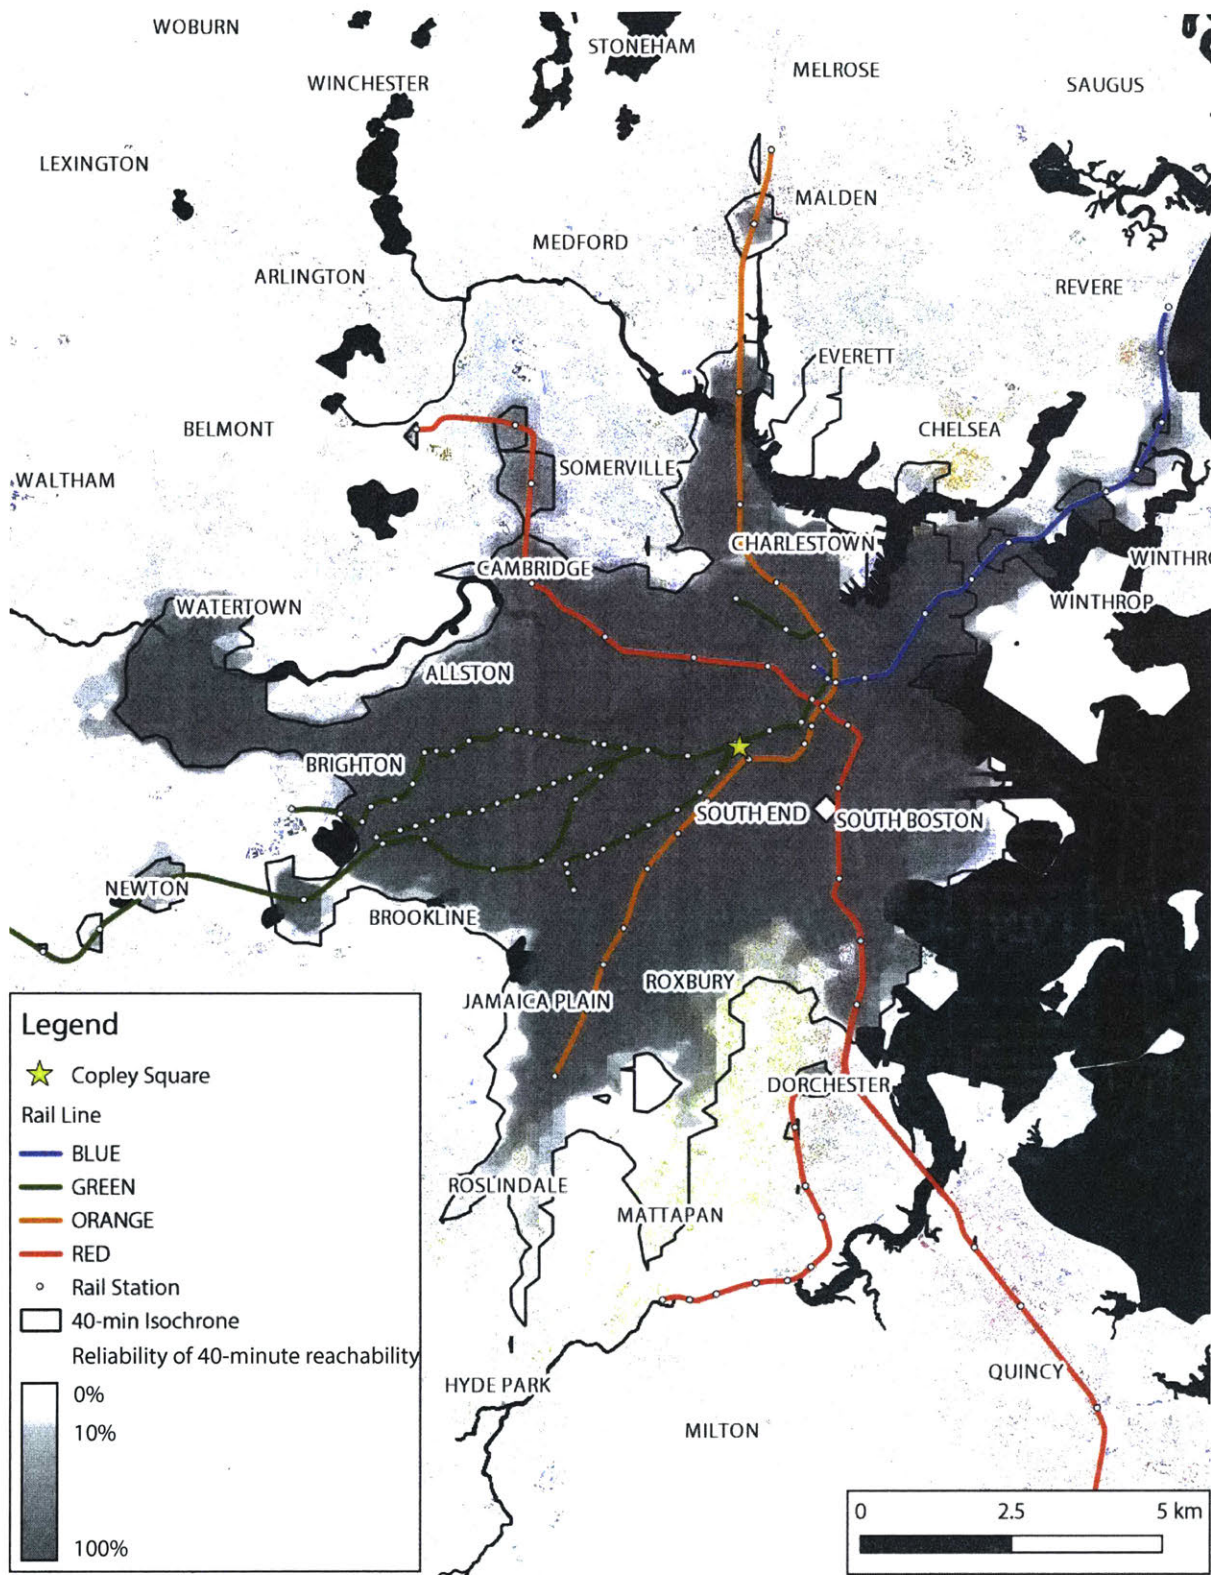 WOBURN
STONEHAM
MELROSE
SAUGUS
WINCHESTER
LEXINGTON
MALDEN
MEDFORD
ARLINGTON
REVERE
EVERETT
BELMONT
CHELSEA
SOMERVILLE
WALTHAM
CHARLESTOWN
WINTHRO
CAMBRIDGE
WATERTOWN
WINTHROP
ALLSTON
BRIGHTON
SOUTH END
SOUTH BOSTON
NEWTON
BROOKLINE
ROXBURY
JAMAICA PLAIN
DORCHESTER
ROSLINDALE
MATTAPAN
QUINCY
HYDE PARK
MILTON
Legend
Copley Square
Rail Line
BLUE
GREEN
ORANGE
RED
Rail Station
40-min Isochrone
Reliability of 40-minute reachability
0%
10%
100%
0 2.5 5 km